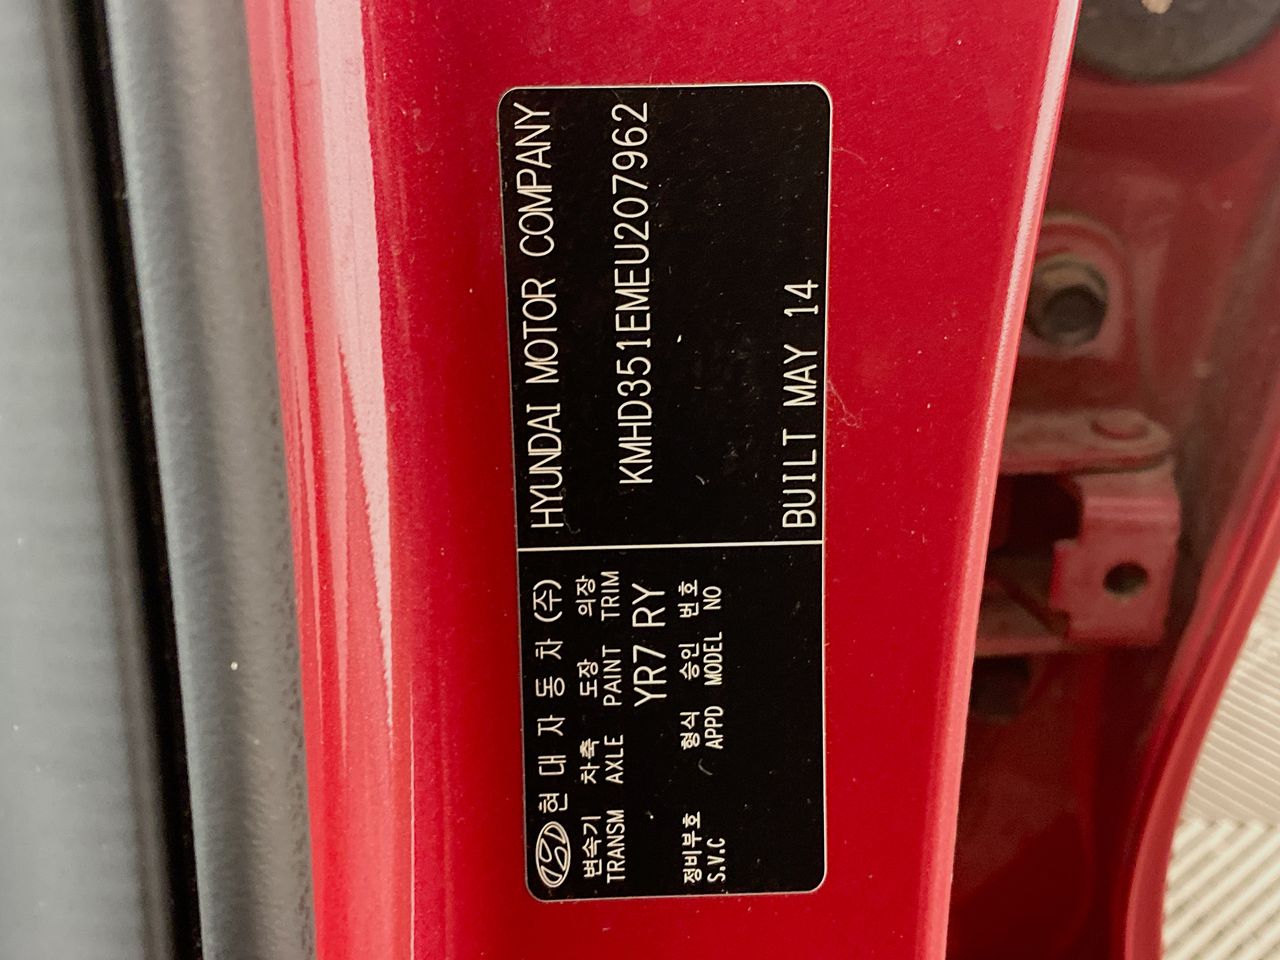 현 대 자 동 차 (주)
HYUNDAI MOTOR COMPANY
변속기 차축 도장 의장
TRANSM AXLE PAINT TRIM
YR7 RY
KMHD351EMEU207962
정비부호 형식 승인 번호
S.V.C APPD MODEL NO
BUILT MAY 14